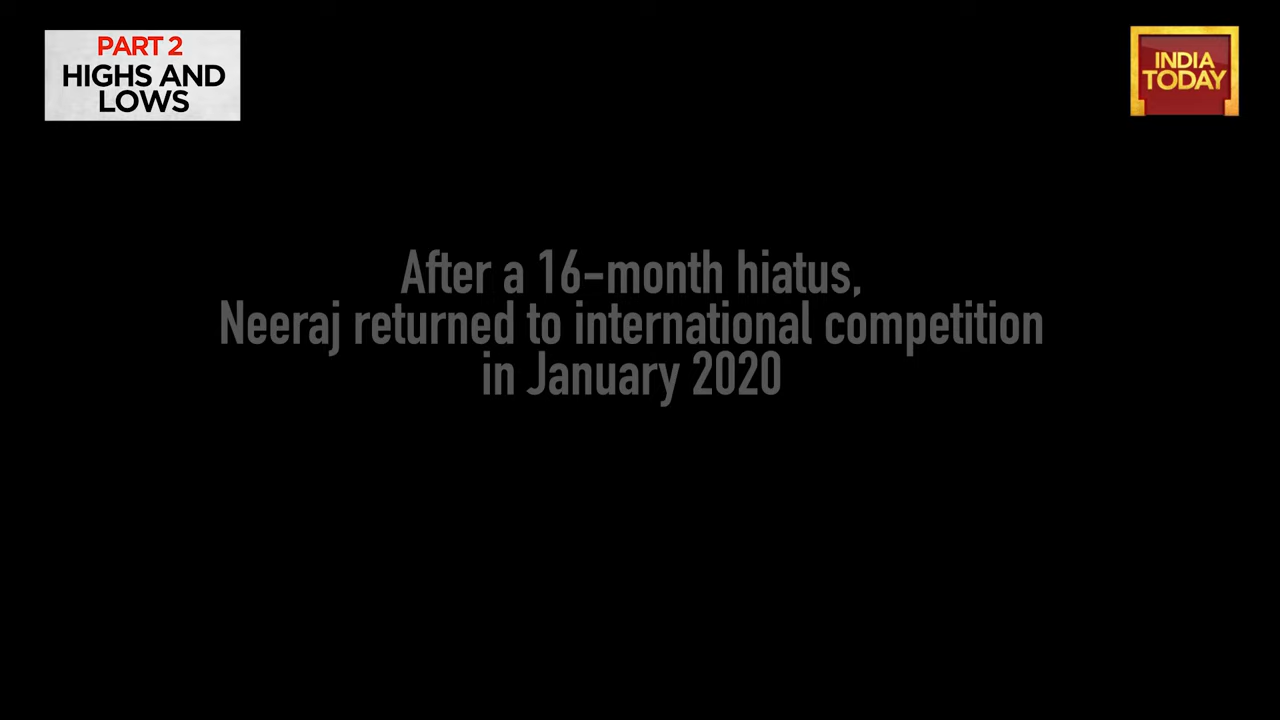 PART 2
HIGHS AND
LOWS
INDIA
TODAY
After a 16-month hiatus,
Neeraj returned to international competition
in January 2020